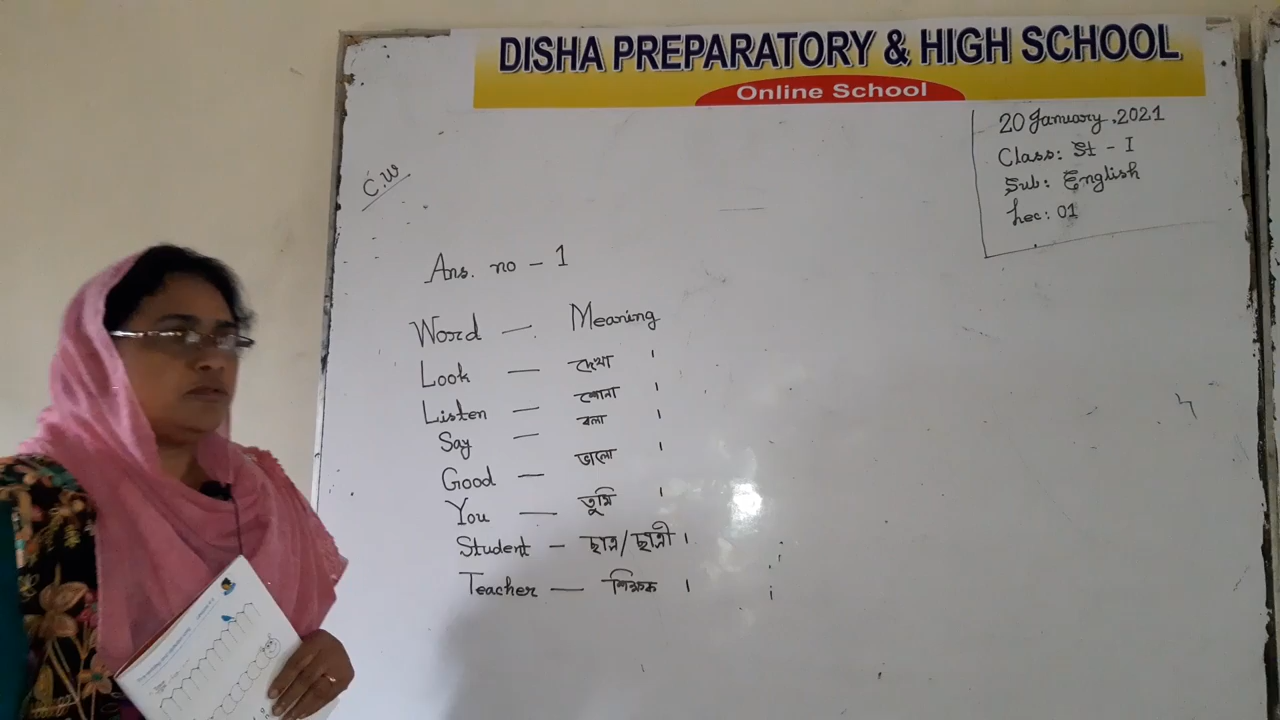 DISHA PREPARATORY & HIGH SCHOOL
Online School
20 January, 2021
Class: St - I
Sub: English
Lec: 01
C.W
Ans. no - 1
Word — Meaning
Look — দেখা ।
Listen — শোনা ।
Say — বলা ।
Good — ভালো ।
You — তুমি ।
Student — ছাত্র/ছাত্রী ।
Teacher — শিক্ষক ।